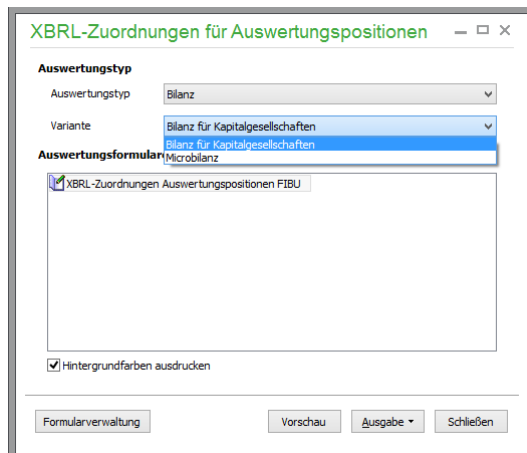 XBRL-Zuordnungen für Auswertungspositionen
Auswertungstyp
Auswertungstyp Bilanz
Variante Bilanz für Kapitalgesellschaften
Bilanz für Kapitalgesellschaften
Auswertungsformular Microbilanz
XBRL-Zuordnungen Auswertungspositionen FIBU
Hintergrundfarben ausdrucken
Formularverwaltung Vorschau Ausgabe Schließen